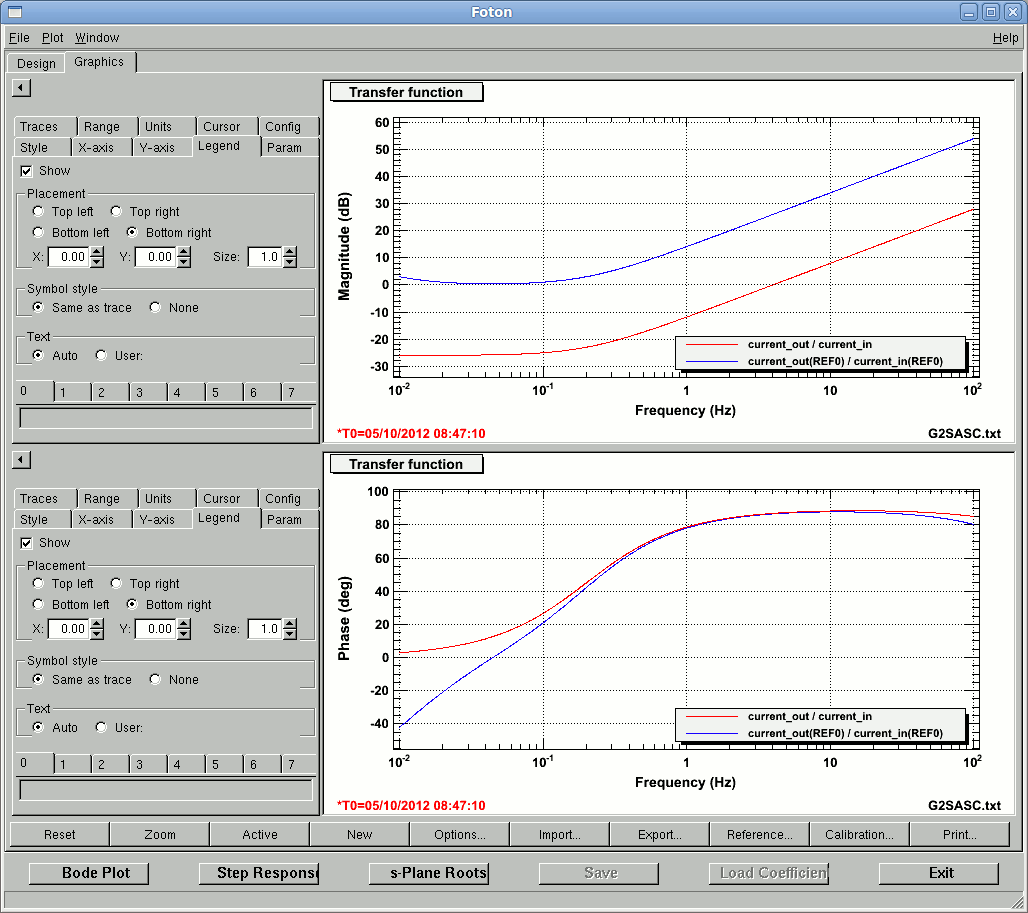 Foton
File Plot Window Help
Design Graphics
Traces Range Units Cursor Config
Style X-axis Y-axis Legend Param
Show
Placement
Top left Top right
Bottom left Bottom right
X: 0.00 Y: 0.00 Size: 1.0
Symbol style
Same as trace None
Text
Auto User:
0 1 2 3 4 5 6 7
Transfer function
Magnitude (dB)
60
50
40
30
20
10
0
-10
-20
-30
current_out / current_in
current_out(REF0) / current_in(REF0)
10-2 10-1 1 10 102
Frequency (Hz)
*T0=05/10/2012 08:47:10 G2SASC.txt
Traces Range Units Cursor Config
Style X-axis Y-axis Legend Param
Show
Placement
Top left Top right
Bottom left Bottom right
X: 0.00 Y: 0.00 Size: 1.0
Symbol style
Same as trace None
Text
Auto User:
0 1 2 3 4 5 6 7
Transfer function
Phase (deg)
100
80
60
40
20
0
-20
-40
current_out / current_in
current_out(REF0) / current_in(REF0)
10-2 10-1 1 10 102
Frequency (Hz)
*T0=05/10/2012 08:47:10 G2SASC.txt
Reset Zoom Active New Options... Import... Export... Reference... Calibration... Print...
Bode Plot Step Respons s-Plane Roots Save Load Coefficien Exit